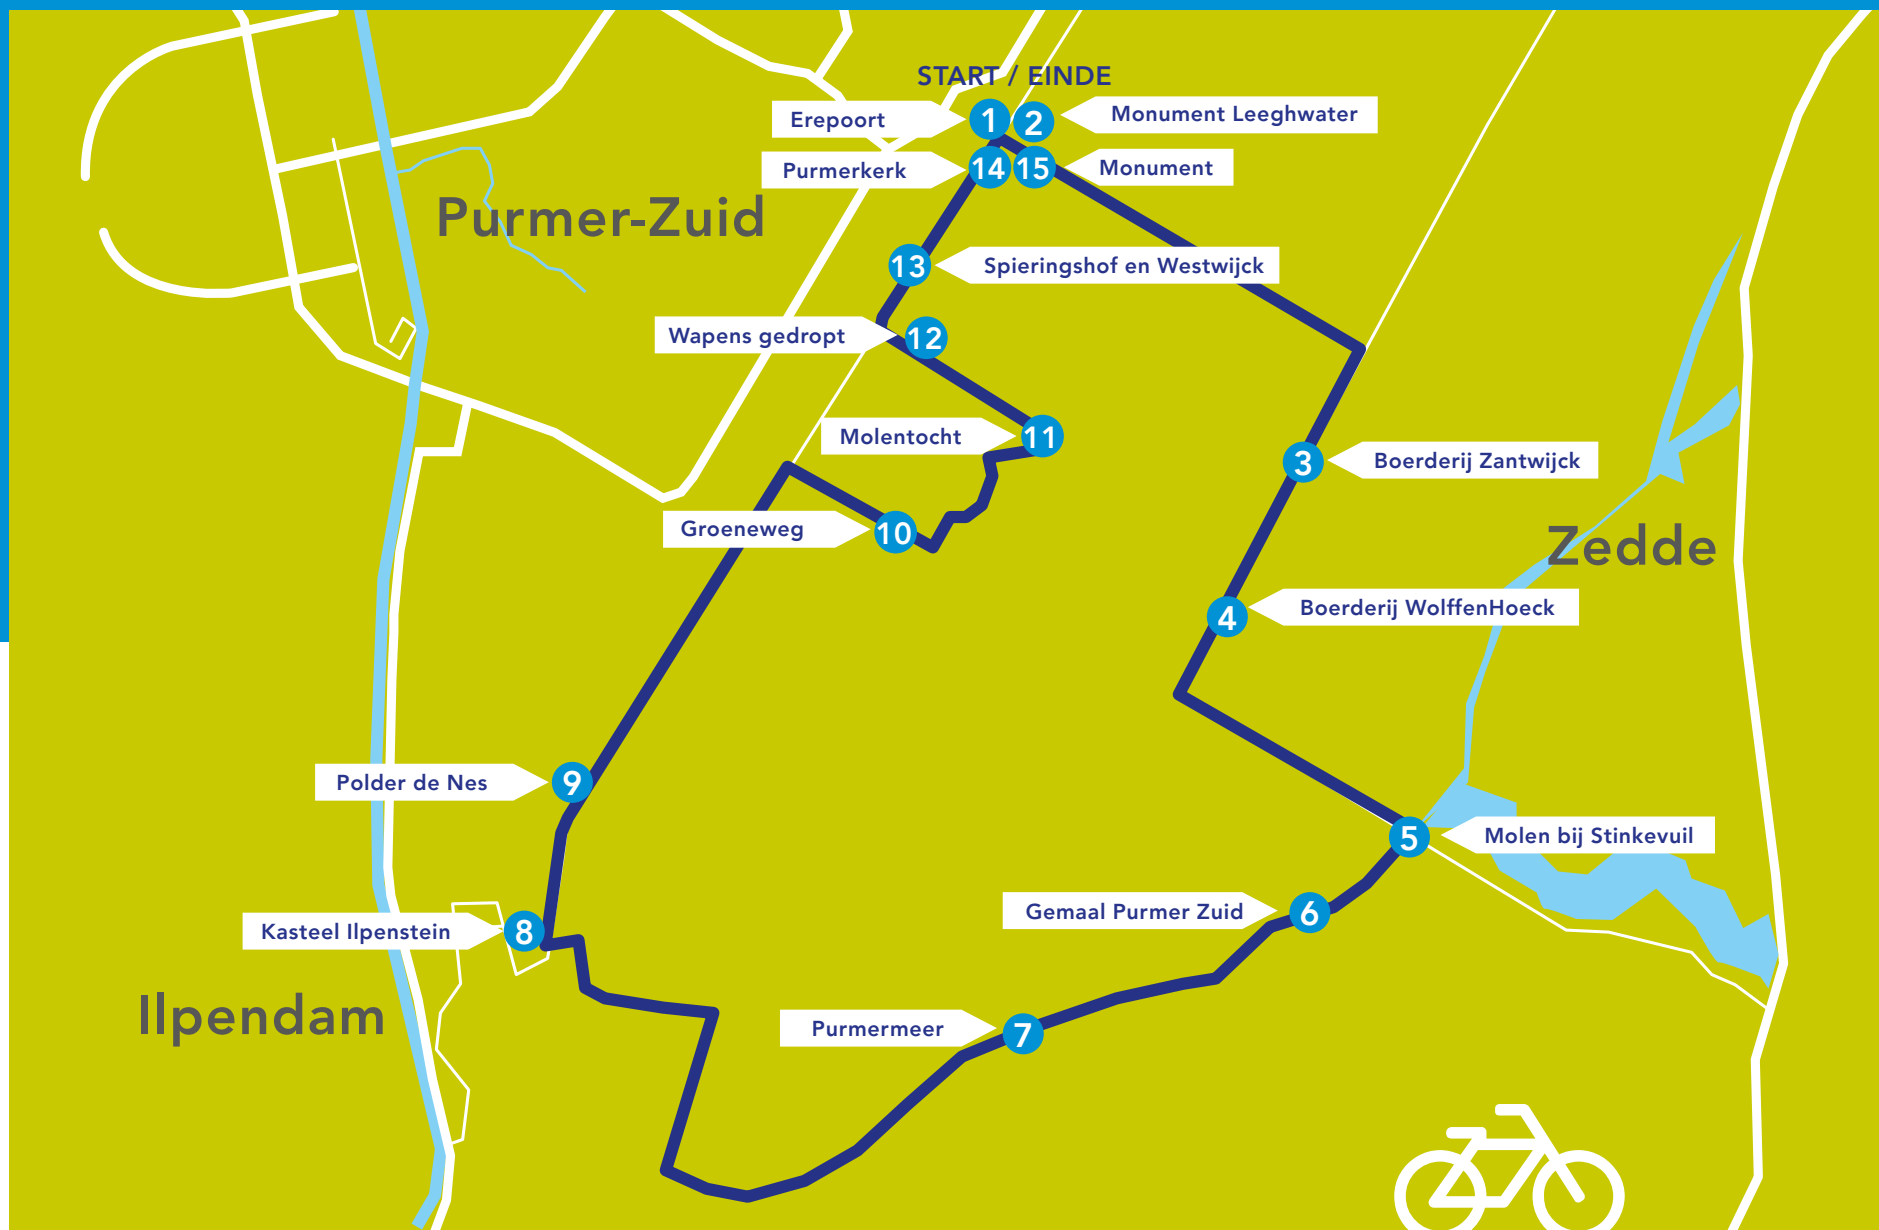 START / EINDE
Erepoort
1
2
Monument Leeghwater
Purmerkerk
14
15
Monument
Purmer-Zuid
13
Spieringshof en Westwijck
Wapens gedropt
12
Molentocht
11
3
Boerderij Zantwijck
Groeneweg
10
Zedde
4
Boerderij WolffenHoeck
Polder de Nes
9
5
Molen bij Stinkevuil
Gemaal Purmer Zuid
6
Kasteel Ilpenstein
8
Ilpendam
Purmermeer
7